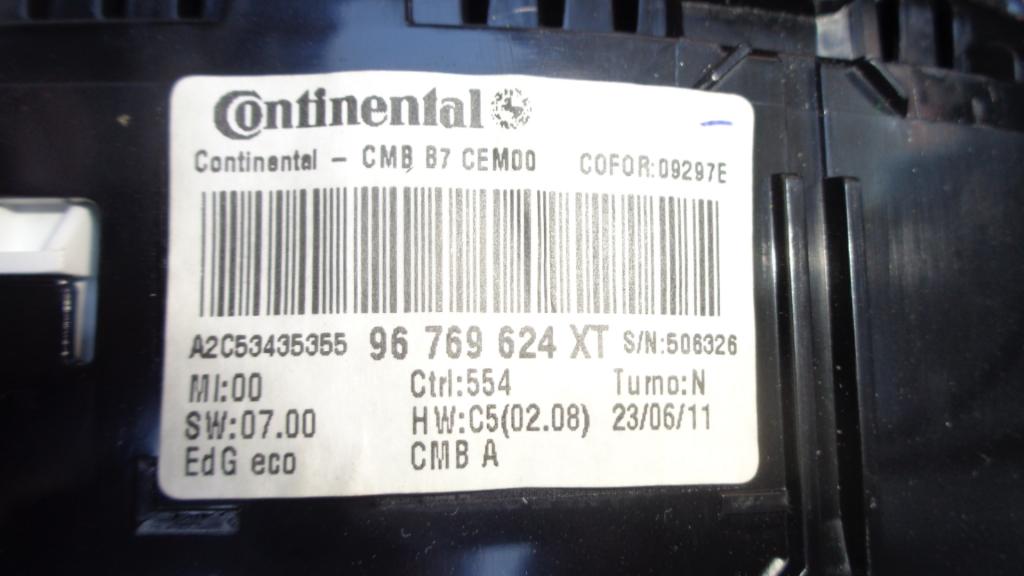 Continental
Continental - CMB B7 CEM00 COFOR:09297E
A2C53435355 96 769 624 XT S/N:506326
MI:00 Ctrl:554 Turno:N
SW:07.00 HW:C5(02.08) 23/06/11
EdG eco CMB A